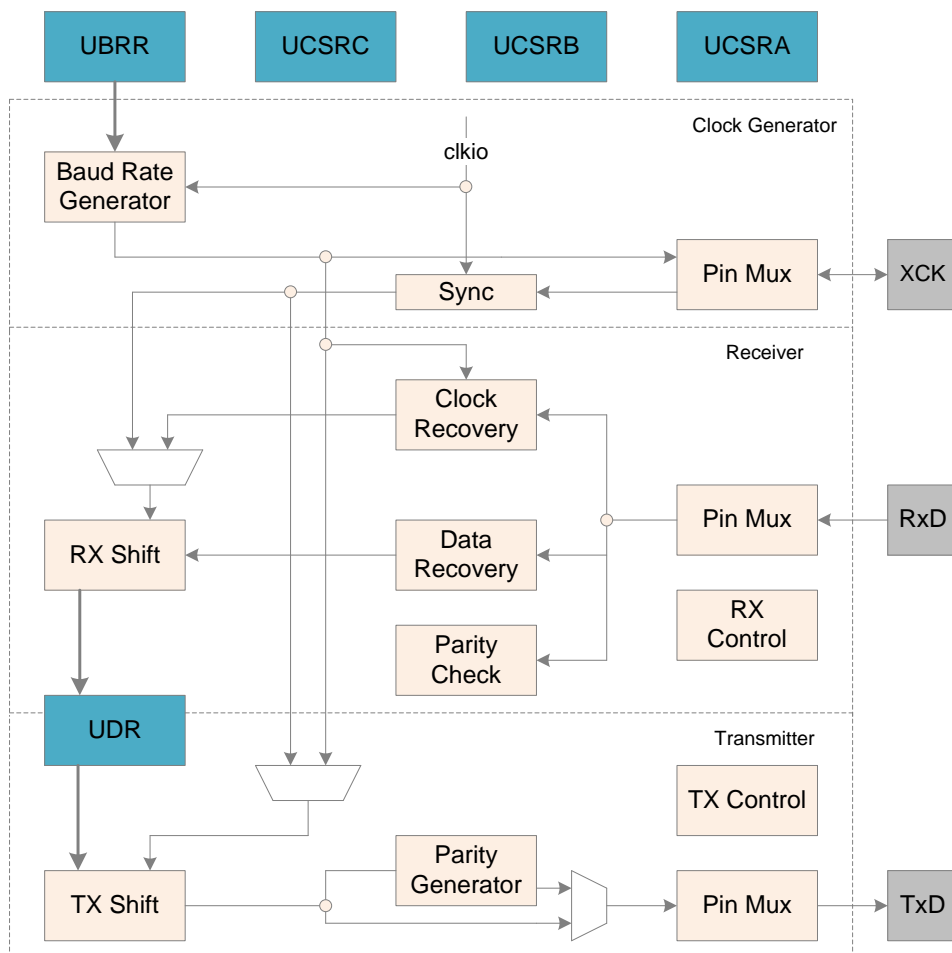 UBRR
UCSRC
UCSRB
UCSRA
Clock Generator
clkio
Baud Rate
Generator
Pin Mux
XCK
Sync
Receiver
Clock
Recovery
Pin Mux
RxD
RX Shift
Data
Recovery
RX
Control
Parity
Check
UDR
Transmitter
TX Control
Parity
Generator
TX Shift
Pin Mux
TxD